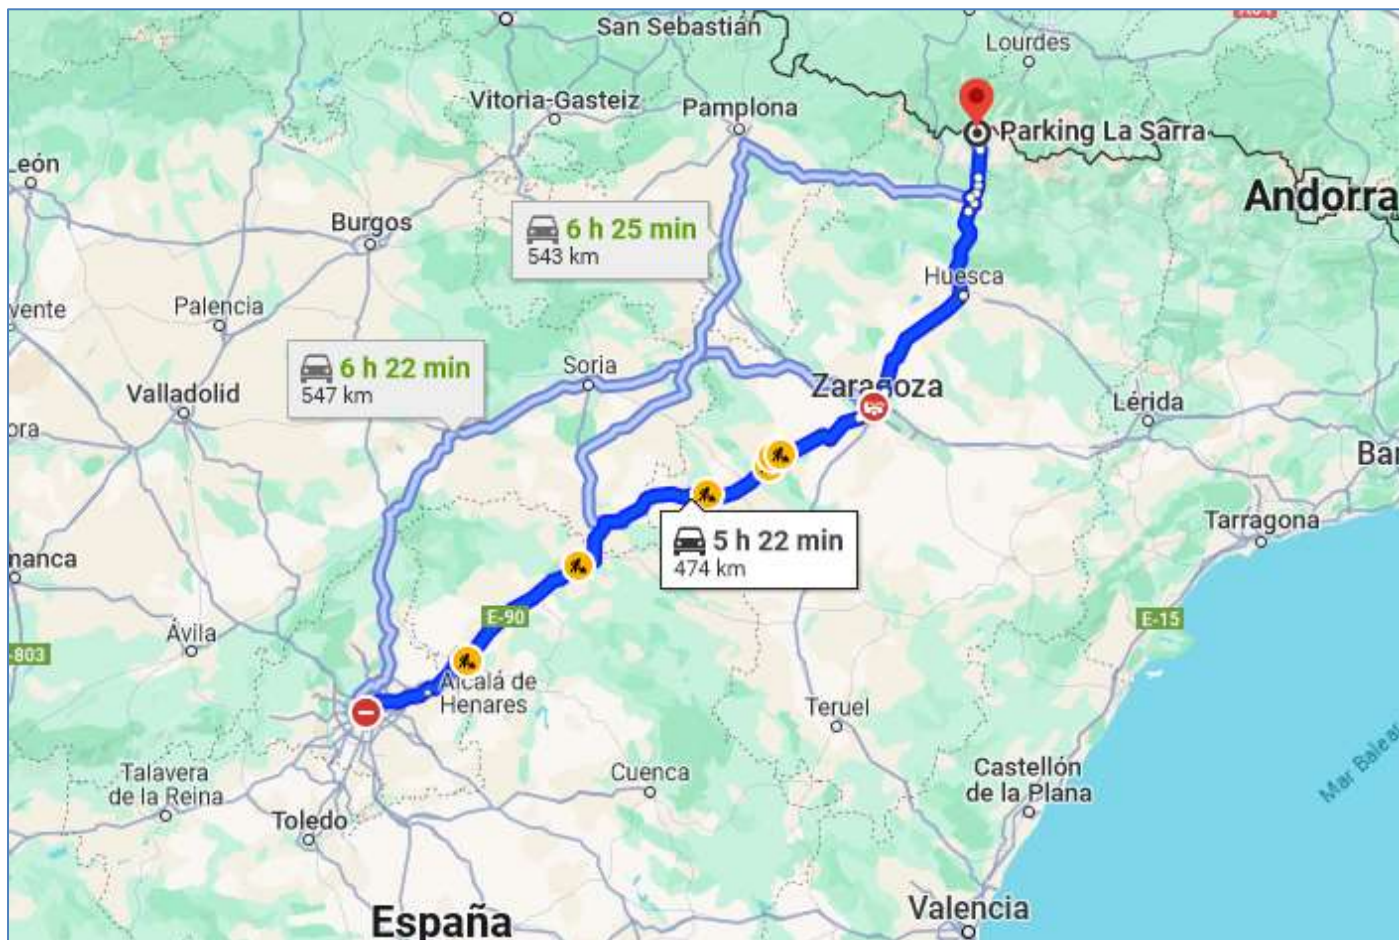 San Sebastián
Lourdes
Vitoria-Gasteiz
Pamplona
Parking La Sarra
León
Andorra
Burgos
6 h 25 min
543 km
Huesca
vente
Palencia
6 h 22 min
547 km
Soria
Zaragoza
Valladolid
Lérida
ora
Bar
5 h 22 min
474 km
Tarragona
manca
E-90
E-15
Ávila
-803
Alcalá de
Henares
Teruel
Talavera
de la Reina
Cuenca
Castellón
de la Plana
Mar Balear
Toledo
España
Valencia